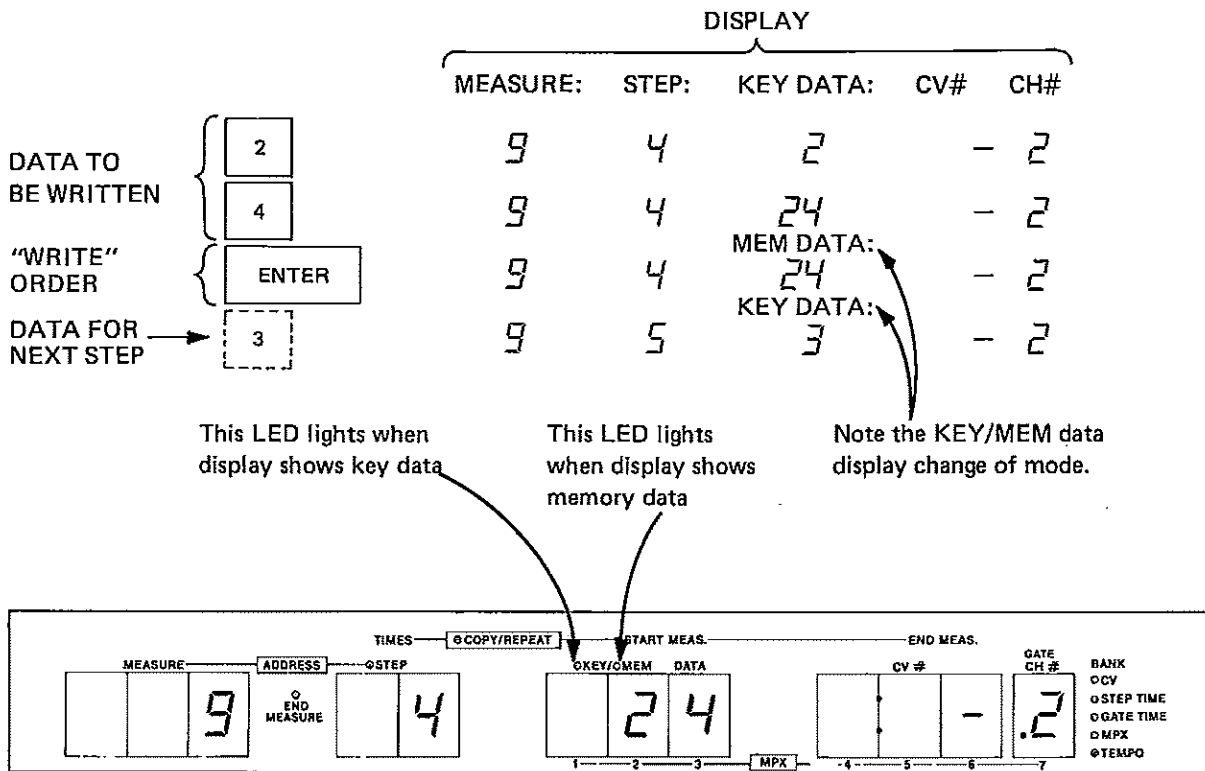 DISPLAY
MEASURE: STEP: KEY DATA: CV# CH#
DATA TO
BE WRITTEN
2 9 4 2 - 2
4 9 4 24 - 2
MEM DATA:
"WRITE"
ORDER
ENTER 9 4 24 - 2
KEY DATA:
DATA FOR
NEXT STEP
3 9 5 3 - 2
This LED lights when
display shows key data
This LED lights
when display shows
memory data
Note the KEY/MEM data
display change of mode.
TIMES COPY/REPEAT START MEAS. END MEAS.
MEASURE ADDRESS STEP KEY/MEM DATA CV # GATE
CH #
END
MEASURE
9 4 24 : - .2
BANK
CV
STEP TIME
GATE TIME
MPX
TEMPO
1 2 3 MPX 4 5 6 7